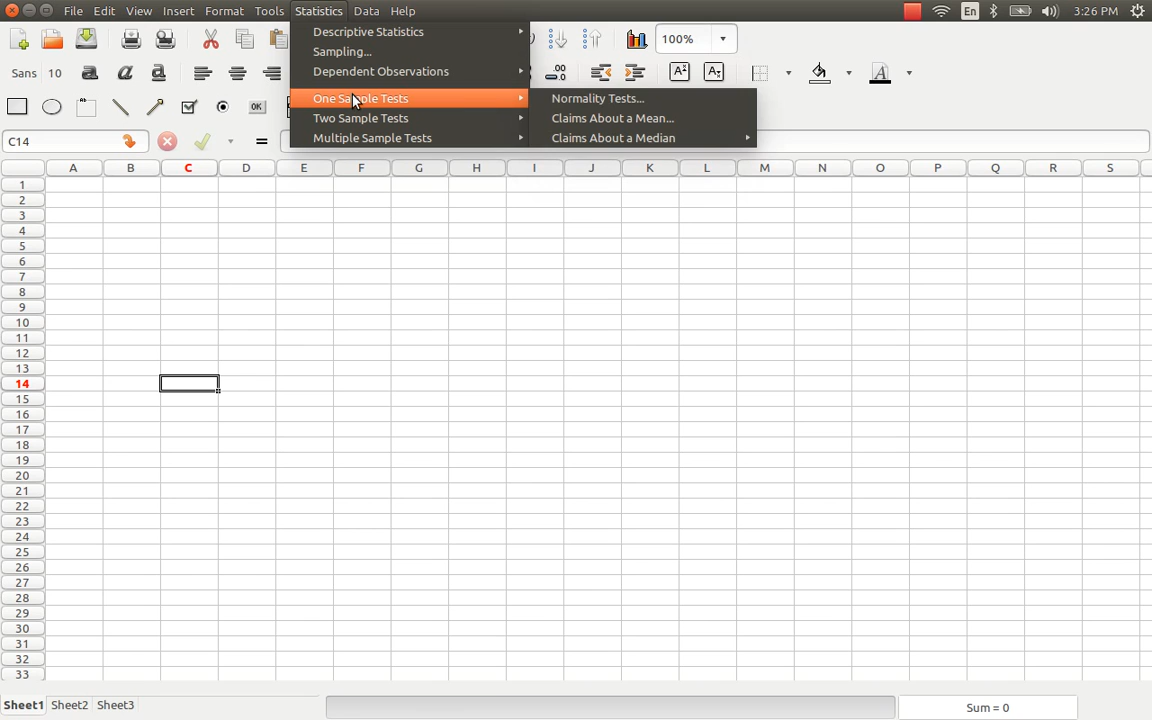 File Edit View Insert Format Tools Statistics Data Help En 3:26 PM
Descriptive Statistics
Sampling...
Dependent Observations
One Sample Tests
Two Sample Tests
Multiple Sample Tests
Normality Tests...
Claims About a Mean...
Claims About a Median
100%
Sans 10 a a a .00 A A A
OK
C14 =
A B C D E F G H I J K L M N O P Q R S
1
2
3
4
5
6
7
8
9
10
11
12
13
14
15
16
17
18
19
20
21
22
23
24
25
26
27
28
29
30
31
32
33
Sheet1 Sheet2 Sheet3 Sum = 0